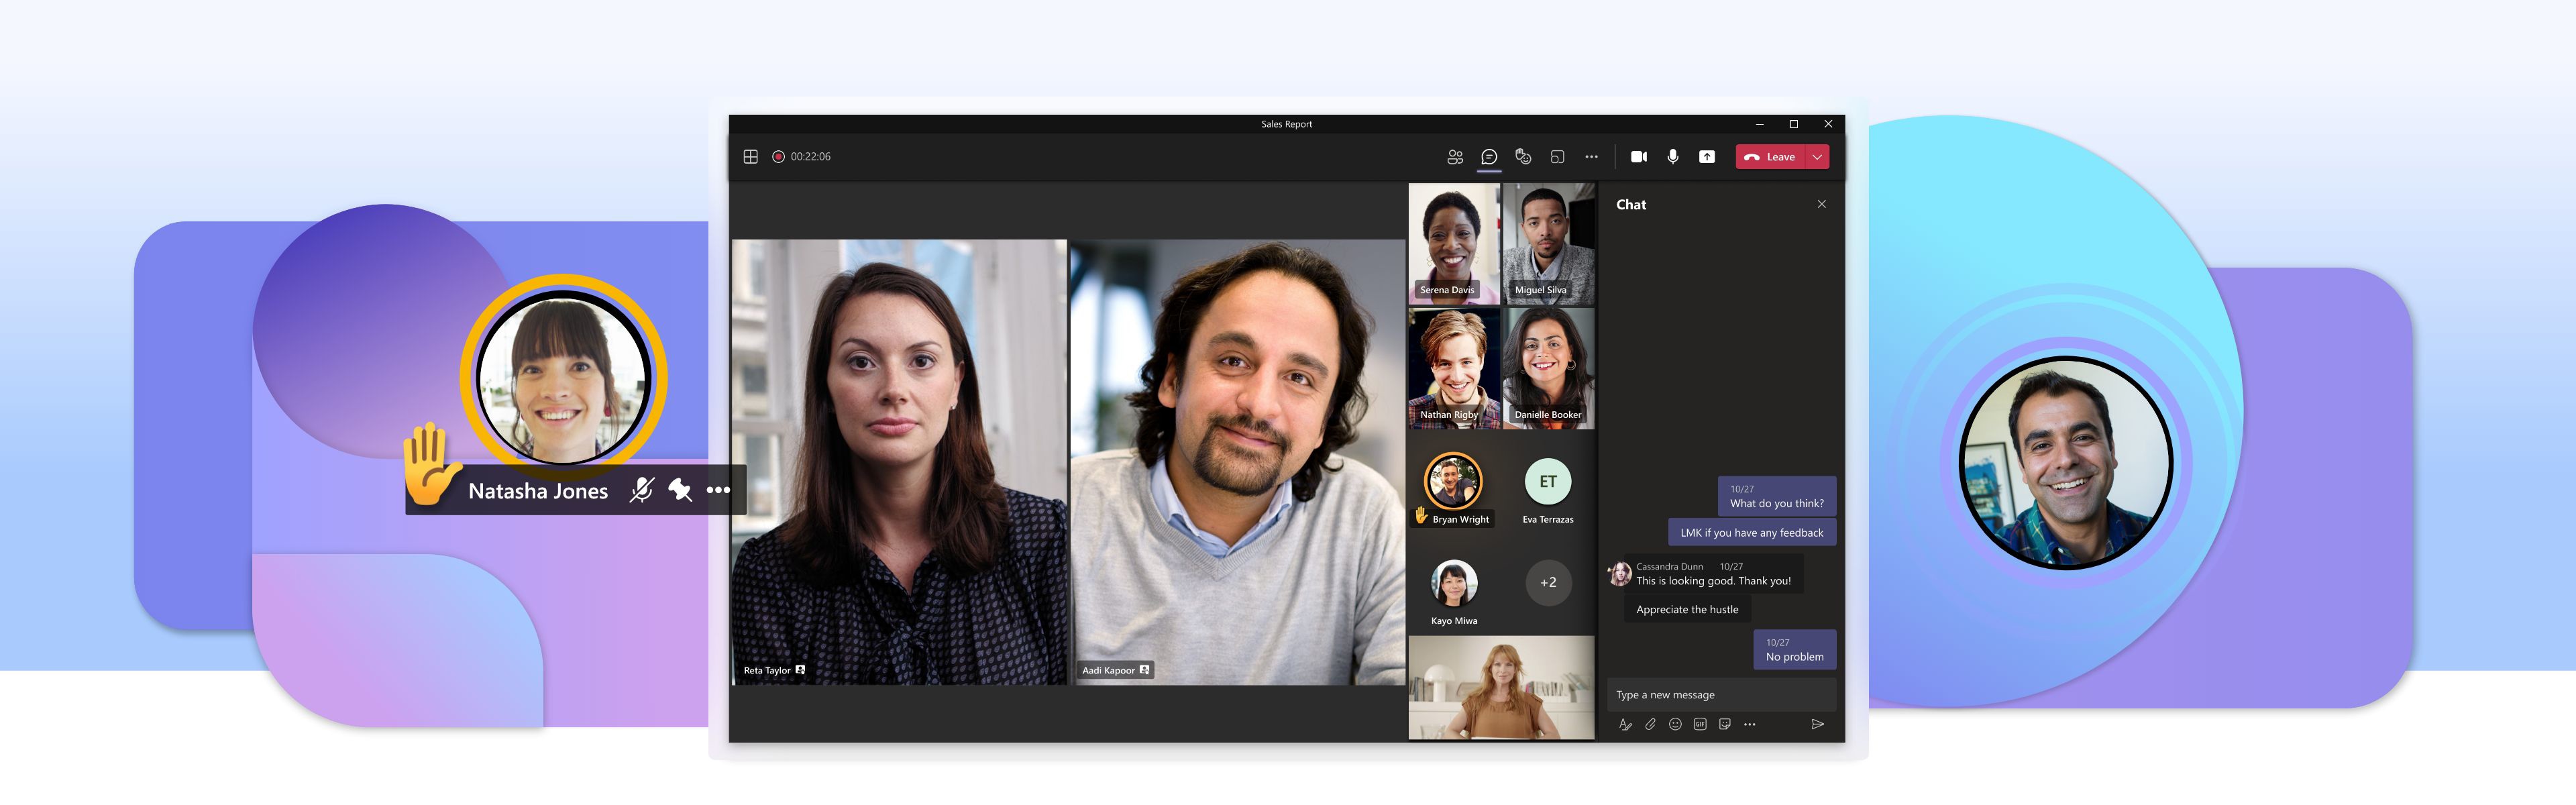 Sales Report
00:22:06
Leave
Natasha Jones
Reta Taylor
Aadi Kapoor
Serena Davis
Miguel Silva
Nathan Rigby
Danielle Booker
Bryan Wright
ET
Eva Terrazas
Kayo Miwa
+2
Chat
10/27
What do you think?
LMK if you have any feedback
Cassandra Dunn 10/27
This is looking good. Thank you!
Appreciate the hustle
10/27
No problem
Type a new message
GIF